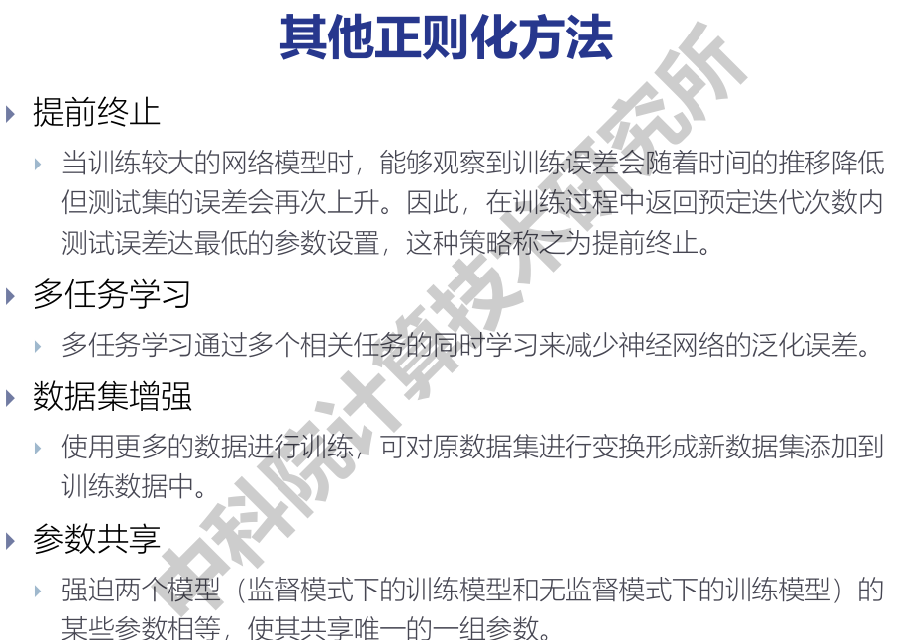 其他正则化方法
提前终止
当训练较大的网络模型时，能够观察到训练误差会随着时间的推移降低
但测试集的误差会再次上升。因此，在训练过程中返回预定迭代次数内
测试误差达最低的参数设置，这种策略称之为提前终止。
多任务学习
多任务学习通过多个相关任务的同时学习来减少神经网络的泛化误差。
数据集增强
使用更多的数据进行训练，可对原数据集进行变换形成新数据集添加到
训练数据中。
参数共享
强迫两个模型（监督模式下的训练模型和无监督模式下的训练模型）的
某些参数相等，使其共享唯一的一组参数。
中科院计算技术研究所